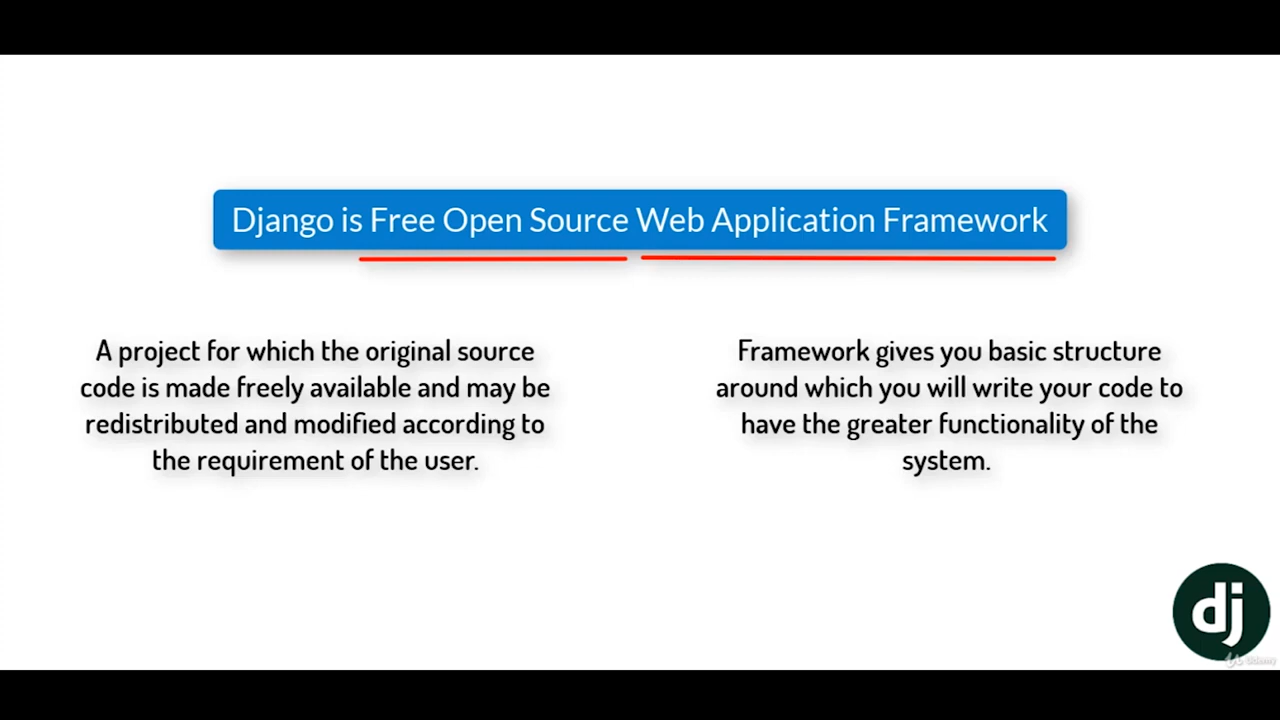 Django is Free Open Source Web Application Framework
A project for which the original source
code is made freely available and may be
redistributed and modified according to
the requirement of the user.
Framework gives you basic structure
around which you will write your code to
have the greater functionality of the
system.
dj
Udemy